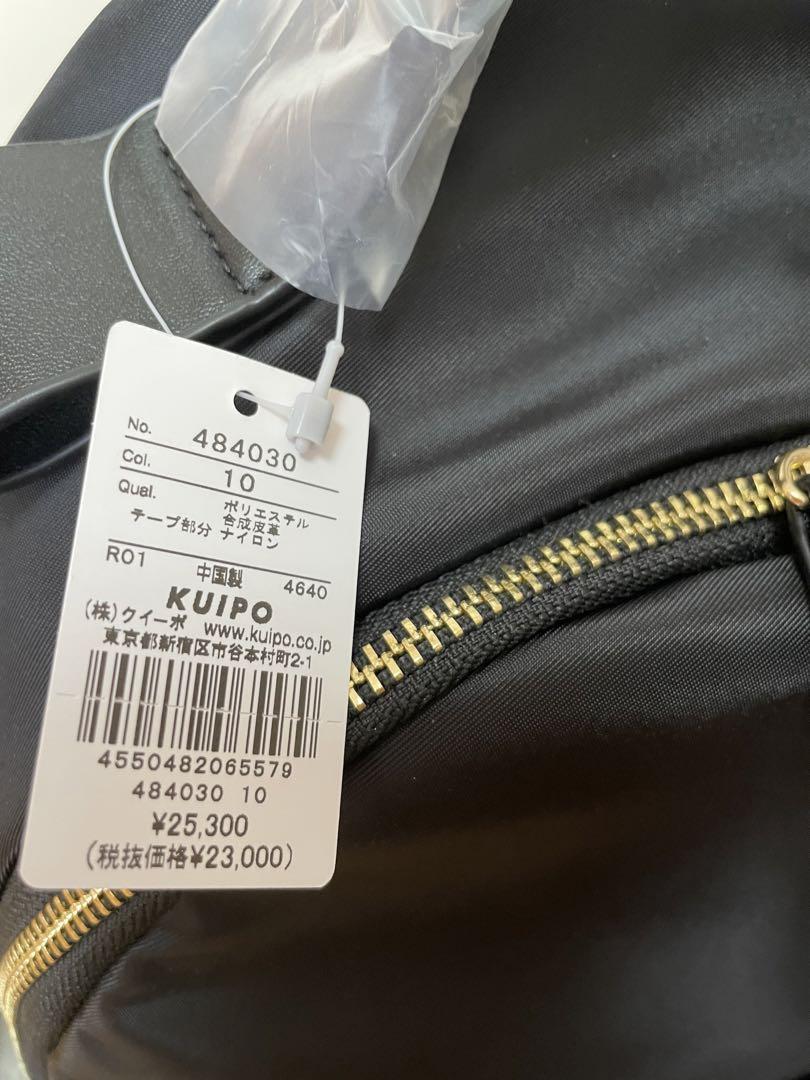 No. 484030
Col. 10
Qual. ポリエステル
合成皮革
テープ部分 ナイロン
R01 中国製 4640
KUIPO
(株)クイーポ www.kuipo.co.jp
東京都新宿区市谷本村町2-1
4550482065579
484030 10
¥25,300
(税抜価格¥23,000)